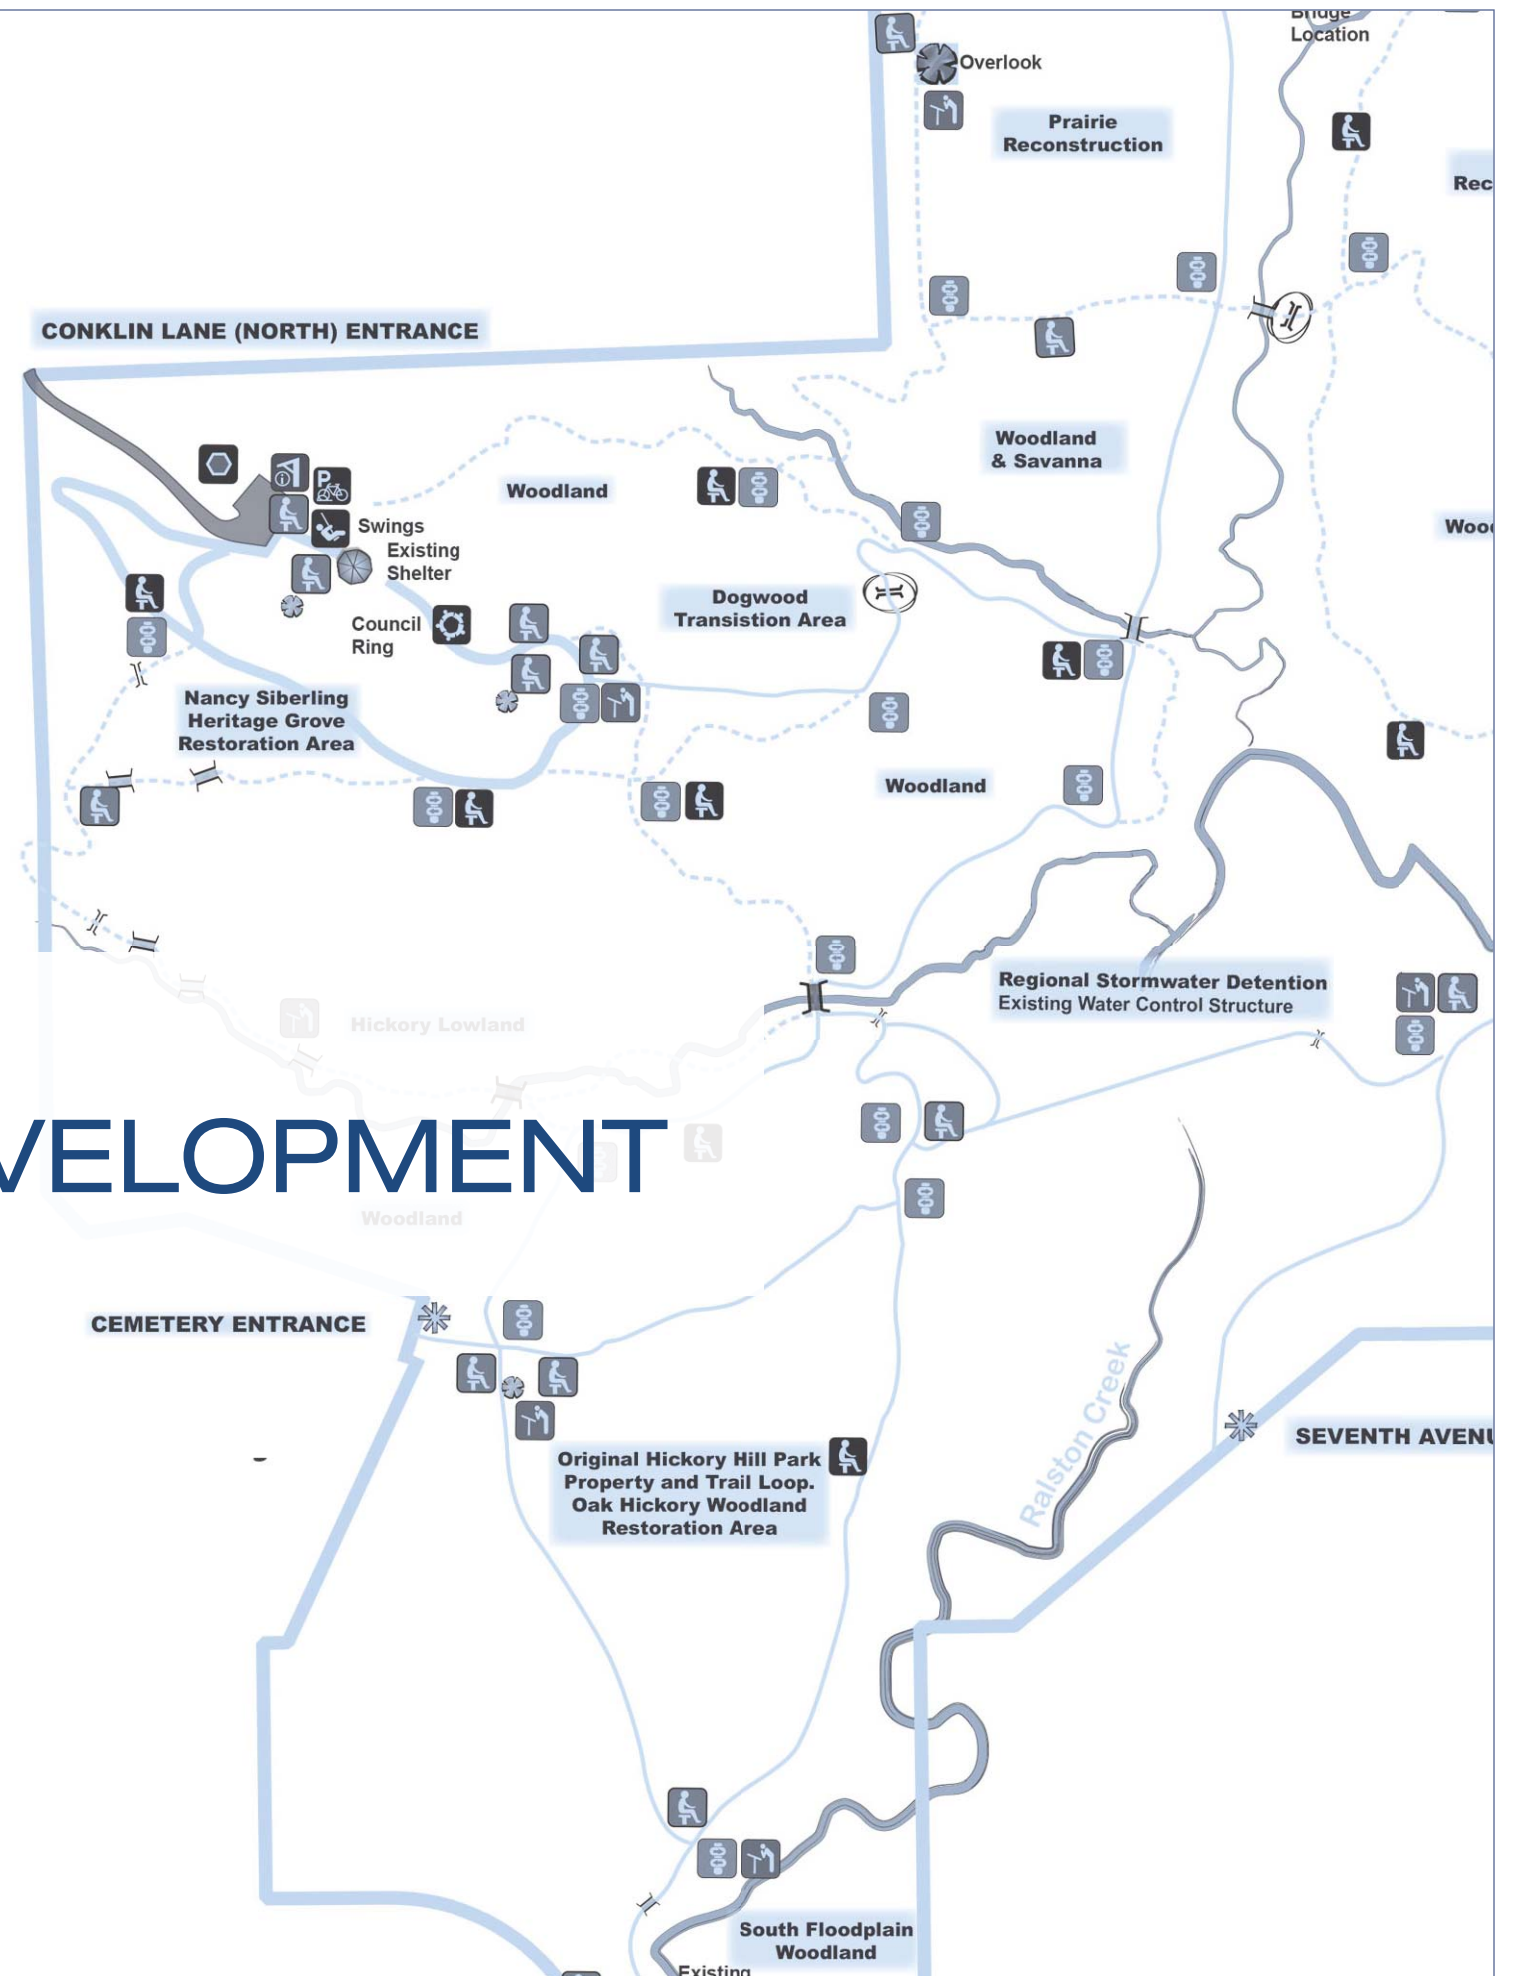 Bridge
Location
Overlook
Prairie
Reconstruction
Rec
CONKLIN LANE (NORTH) ENTRANCE
Woodland
& Savanna
Woodland
P
i
Swings
Existing
Shelter
Woo
Dogwood
Transistion Area
Council
Ring
Nancy Siberling
Heritage Grove
Restoration Area
Woodland
Regional Stormwater Detention
Existing Water Control Structure
Hickory Lowland
VELOPMENT
Woodland
CEMETERY ENTRANCE
Ralston Creek
SEVENTH AVENU
Original Hickory Hill Park
Property and Trail Loop.
Oak Hickory Woodland
Restoration Area
South Floodplain
Woodland
Existing